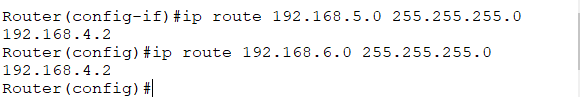 Router(config-if)#ip route 192.168.5.0 255.255.255.0
192.168.4.2
Router(config)#ip route 192.168.6.0 255.255.255.0
192.168.4.2
Router(config)#